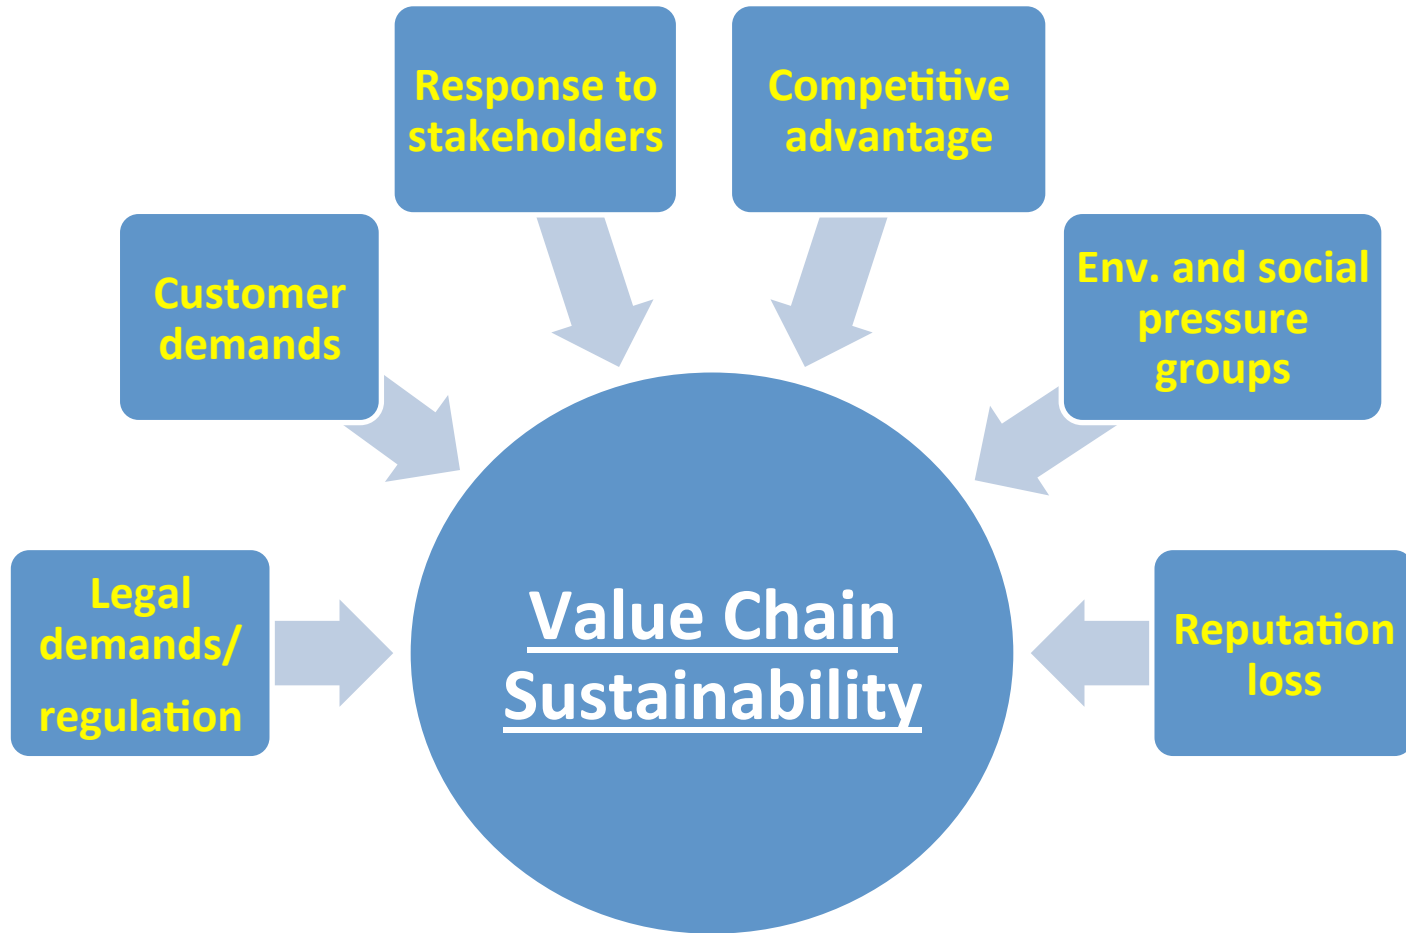 Response to
stakeholders
Competitive
advantage
Customer
demands
Env. and social
pressure
groups
Legal
demands/
regulation
Value Chain
Sustainability
Reputation
loss